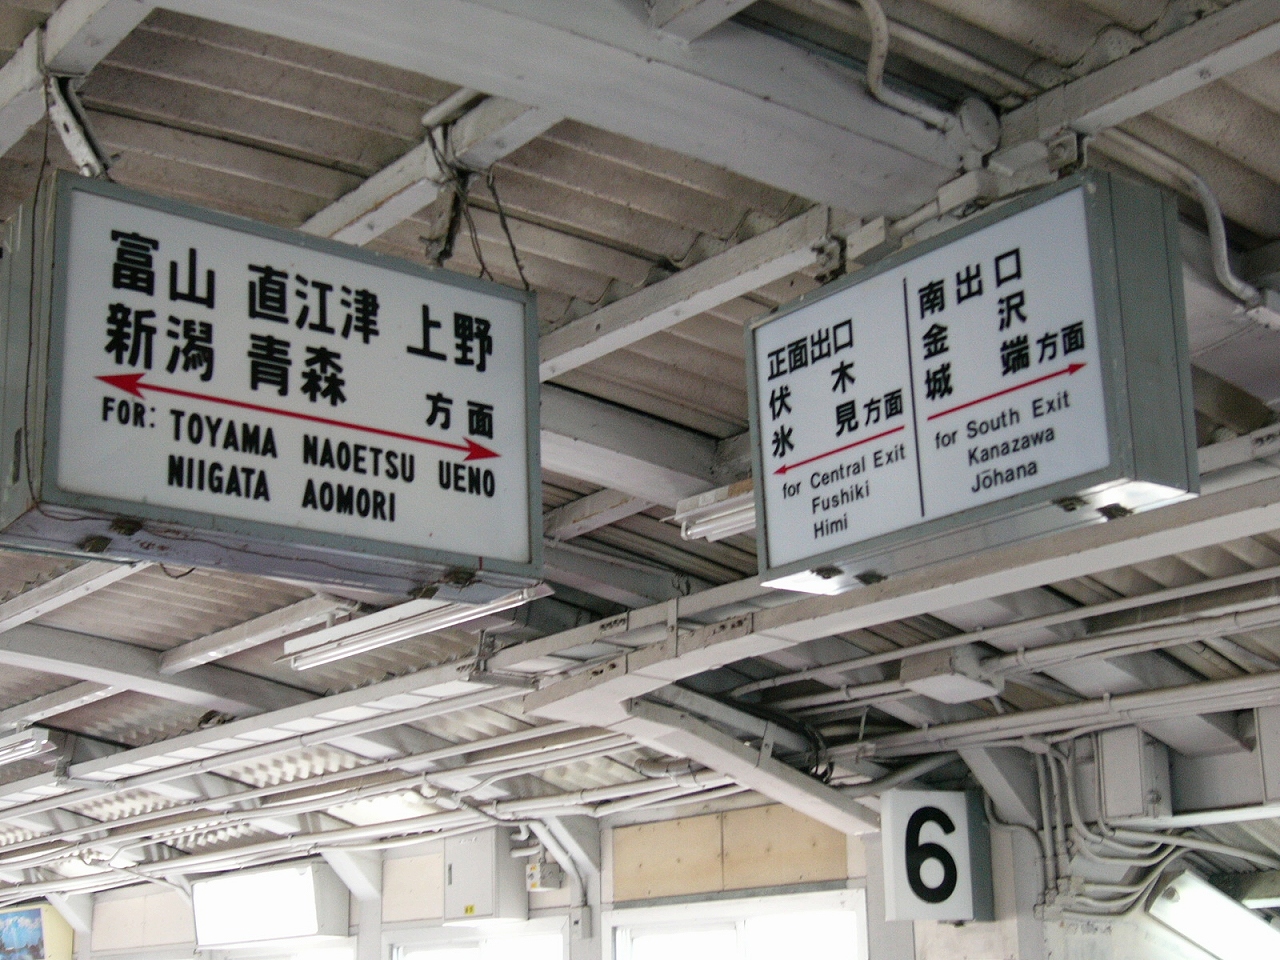 富山 直江津 上野
新潟 青森 方面
FOR: TOYAMA NAOETSU UENO
NIIGATA AOMORI
正面出口
伏木
氷見方面
for Central Exit
Fushiki
Himi
南出口
金沢
城端方面
for South Exit
Kanazawa
Jōhana
6